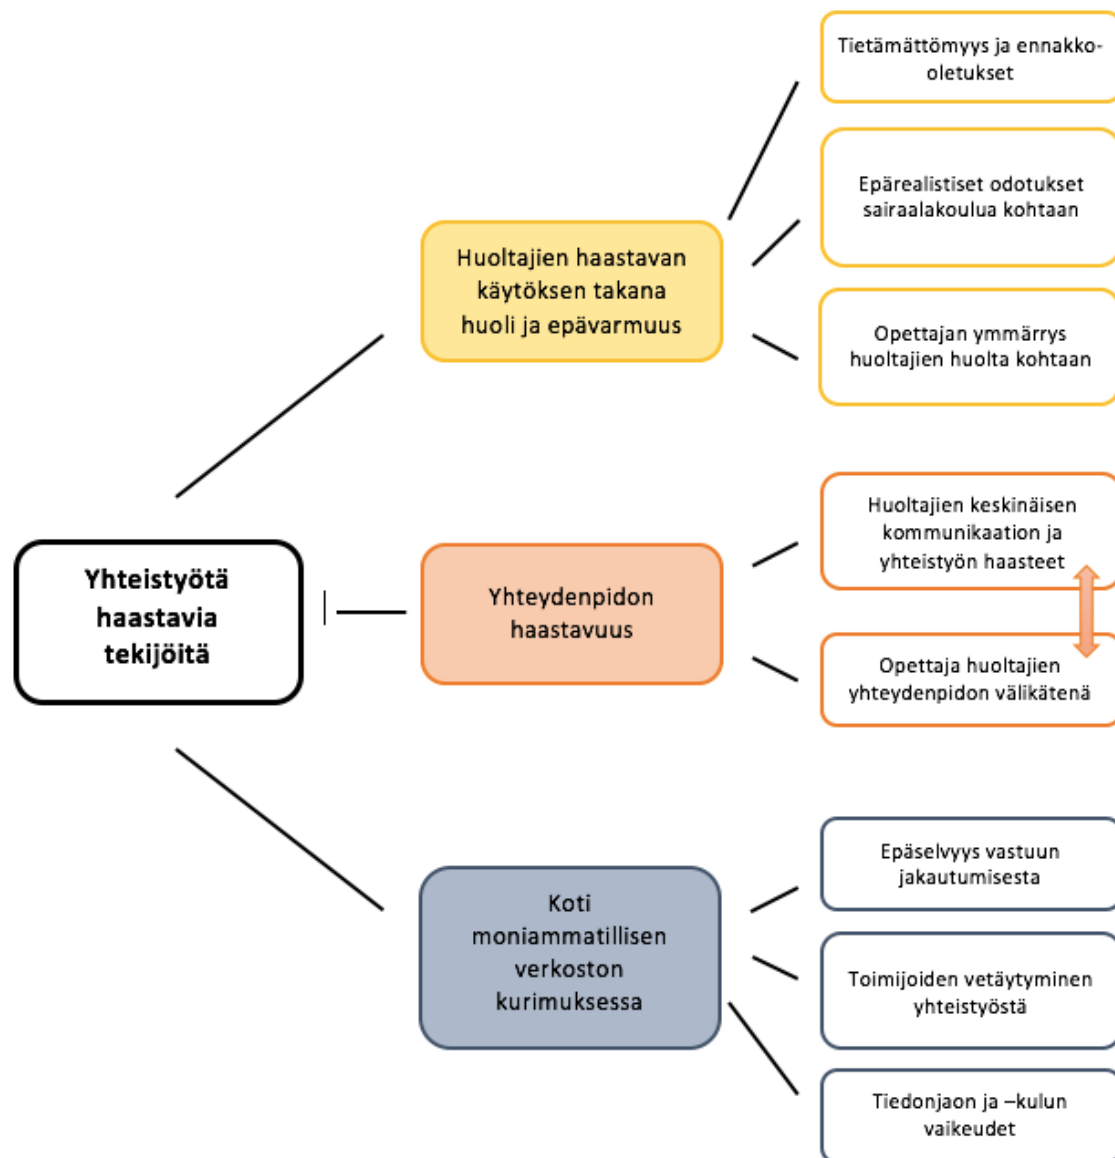 Yhteistyötä
haastavia
tekijöitä
Huoltajien haastavan
käytöksen takana
huoli ja epävarmuus
Tietämättömyys ja ennakko-
oletukset
Epärealistiset odotukset
sairaalakoulua kohtaan
Opettajan ymmärrys
huoltajien huolta kohtaan
Yhteydenpidon
haastavuus
Huoltajien keskinäisen
kommunikaation ja
yhteistyön haasteet
Opettaja huoltajien
yhteydenpidon välikätenä
Koti
moniammatillisen
verkoston
kurimuksessa
Epäselvyys vastuun
jakautumisesta
Toimijoiden vetäytyminen
yhteistyöstä
Tiedonjaon ja –kulun
vaikeudet